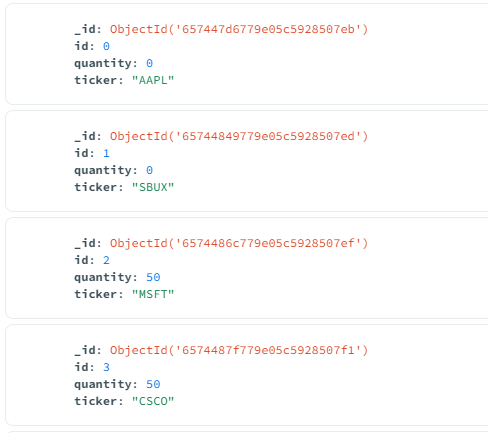 _id: ObjectId('657447d6779e05c5928507eb')
id: 0
quantity: 0
ticker: "AAPL"
_id: ObjectId('65744849779e05c5928507ed')
id: 1
quantity: 0
ticker: "SBUX"
_id: ObjectId('6574486c779e05c5928507ef')
id: 2
quantity: 50
ticker: "MSFT"
_id: ObjectId('6574487f779e05c5928507f1')
id: 3
quantity: 50
ticker: "CSCO"